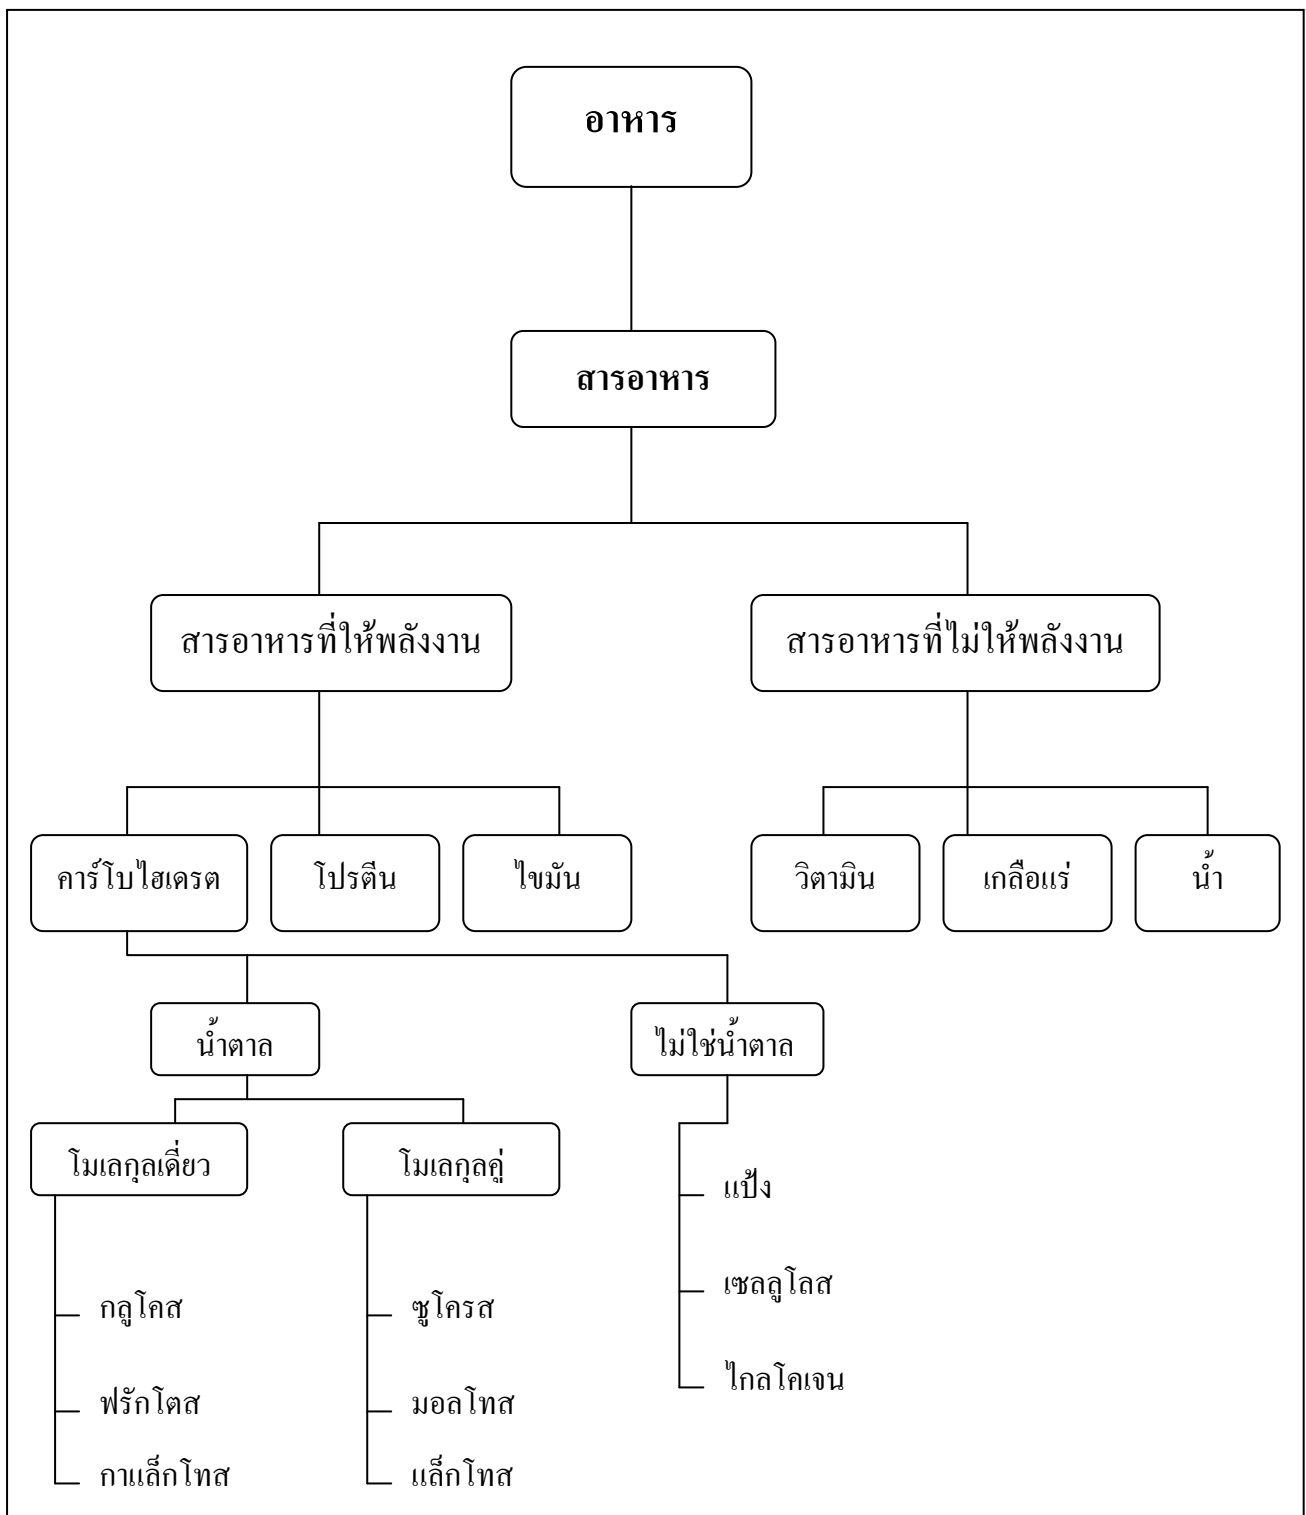 อาหาร
สารอาหาร
สารอาหารที่ให้พลังงาน
สารอาหารที่ไม่ให้พลังงาน
คาร์โบไฮเดรต
โปรตีน
ไขมัน
วิตามิน
เกลือแร่
น้ำ
น้ำตาล
ไม่ใช่น้ำตาล
โมเลกุลเดี่ยว
โมเลกุลคู่
กลูโคส
ฟรักโตส
กาแล็กโทส
ซูโครส
มอลโทส
แล็กโทส
แป้ง
เซลลูโลส
ไกลโคเจน